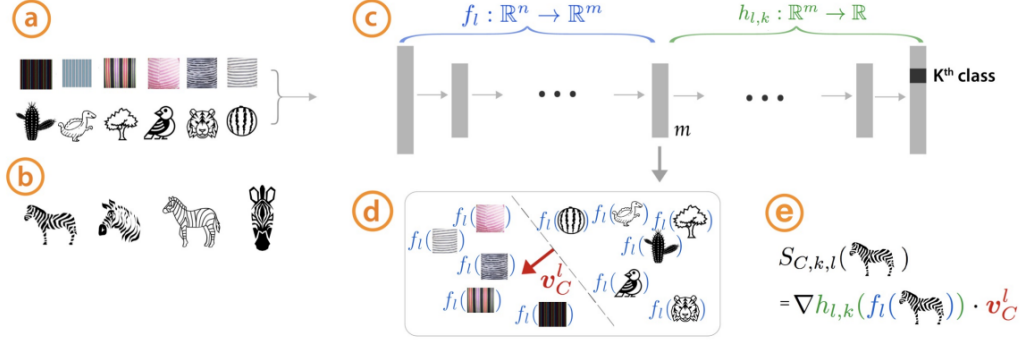 a
b
c
f_l : ℝ^n → ℝ^m
h_{l,k} : ℝ^m → ℝ
K^th class
m
d
f_l( )
f_l( )
f_l( )
f_l( )
f_l( )
f_l( )
f_l( )
f_l( )
f_l( )
f_l( )
f_l( )
v_C^l
e
S_{C,k,l}( )
= ∇h_{l,k}(f_l( )) · v_C^l